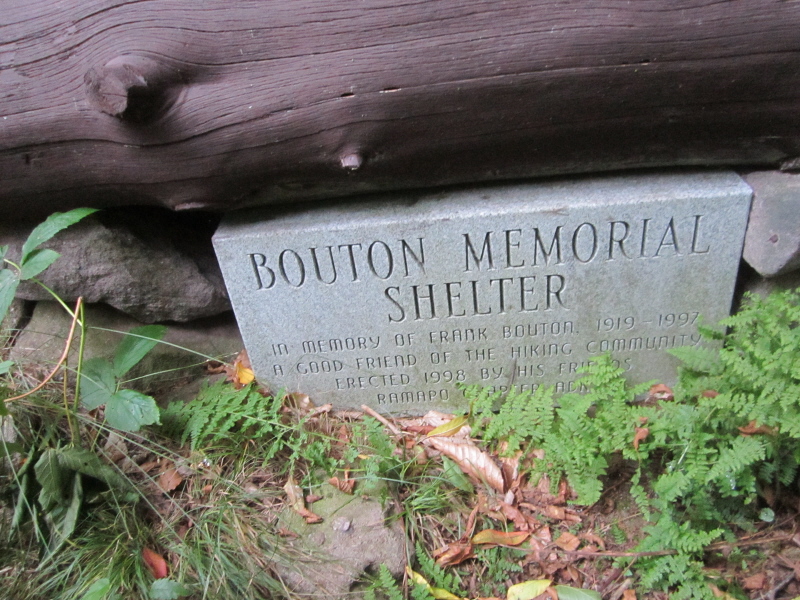 BOUTON MEMORIAL
SHELTER
IN MEMORY OF FRANK BOUTON, 1919-1997
A GOOD FRIEND OF THE HIKING COMMUNITY
ERECTED 1998 BY HIS FRIENDS
RAMAPO